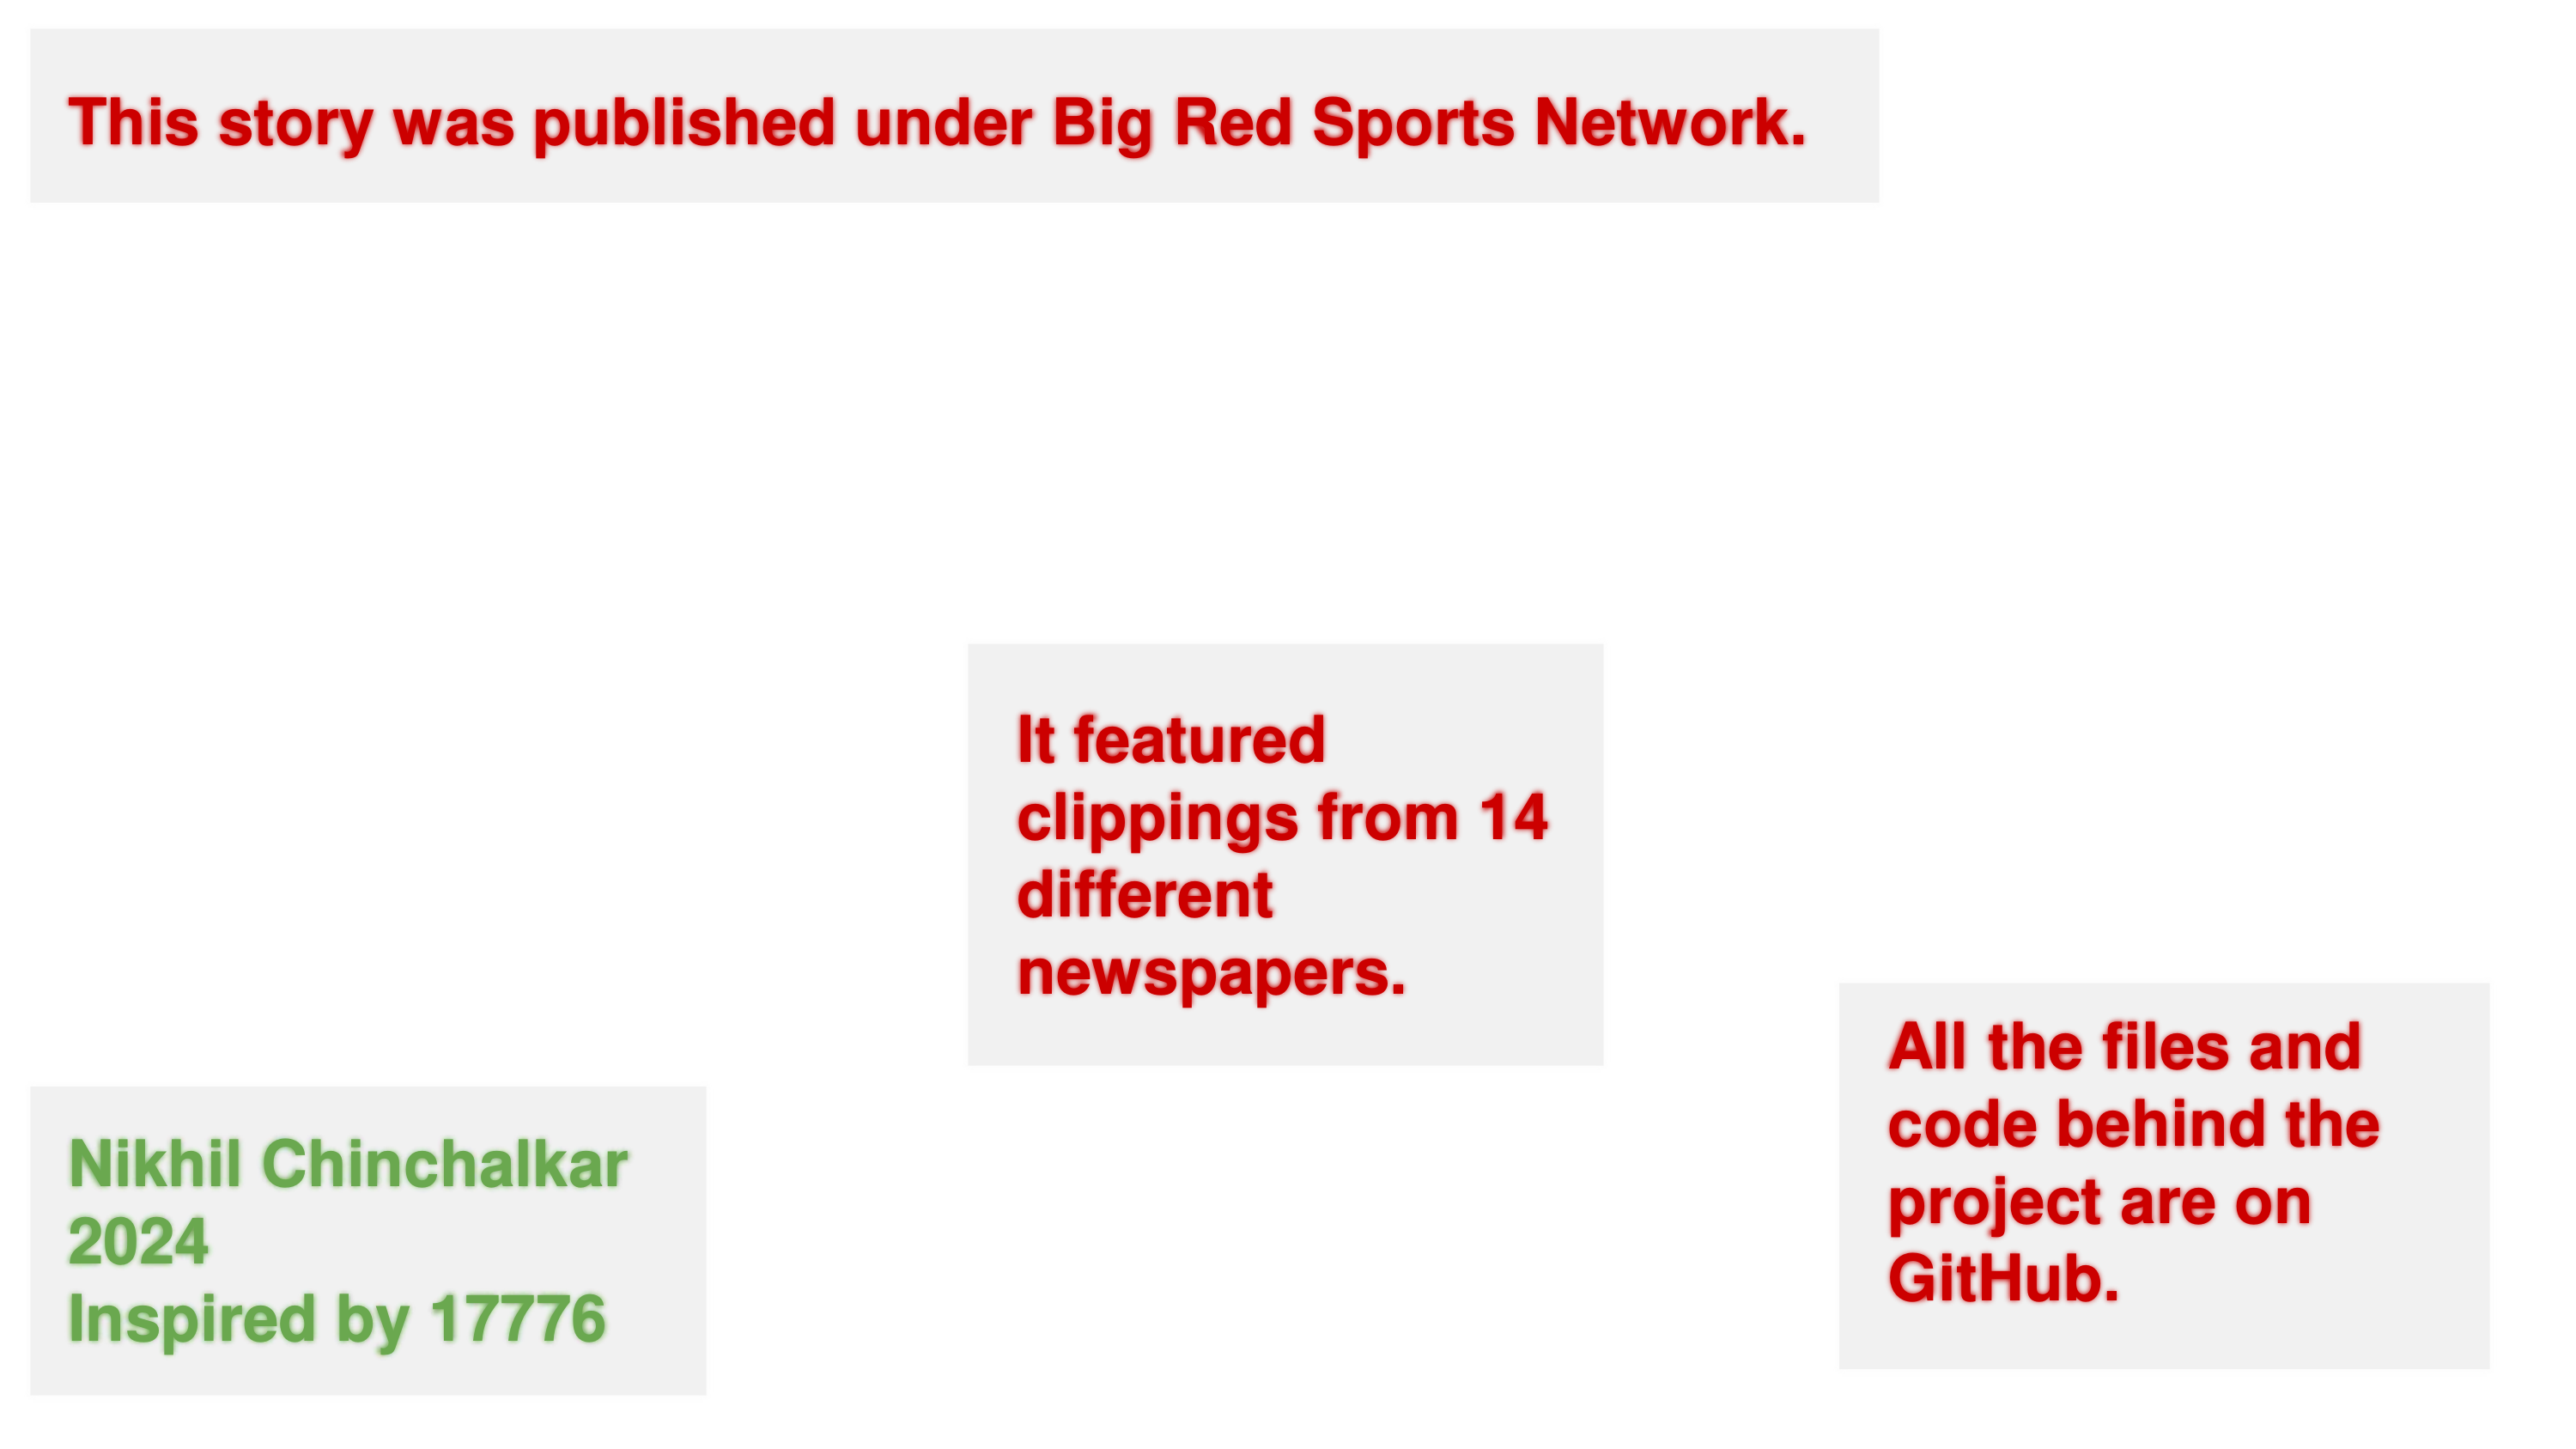 This story was published under Big Red Sports Network.
It featured
clippings from 14
different
newspapers.
All the files and
code behind the
project are on
GitHub.
Nikhil Chinchalkar
2024
Inspired by 17776